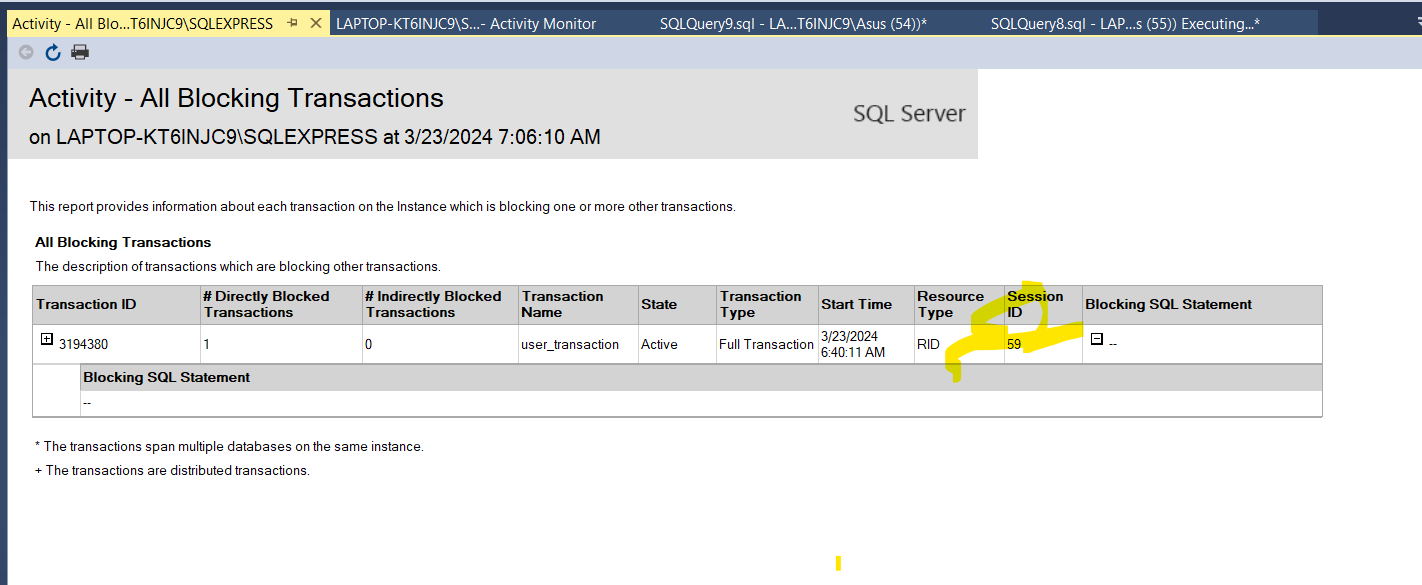 Activity - All Blo...T6INJC9\SQLEXPRESS LAPTOP-KT6INJC9\S...- Activity Monitor SQLQuery9.sql - LA...T6INJC9\Asus (54))* SQLQuery8.sql - LAP...s (55)) Executing...*
Activity - All Blocking Transactions
SQL Server
on LAPTOP-KT6INJC9\SQLEXPRESS at 3/23/2024 7:06:10 AM
This report provides information about each transaction on the Instance which is blocking one or more other transactions.
All Blocking Transactions
The description of transactions which are blocking other transactions.
Transaction ID # Directly Blocked Transactions # Indirectly Blocked Transactions Transaction Name State Transaction Type Start Time Resource Type Session ID Blocking SQL Statement
3194380 1 0 user_transaction Active Full Transaction 3/23/2024 6:40:11 AM RID 59 --
Blocking SQL Statement
--
* The transactions span multiple databases on the same instance.
+ The transactions are distributed transactions.